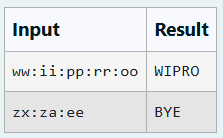 Input Result
ww:ii:pp:rr:oo WIPRO
zx:za:ee BYE